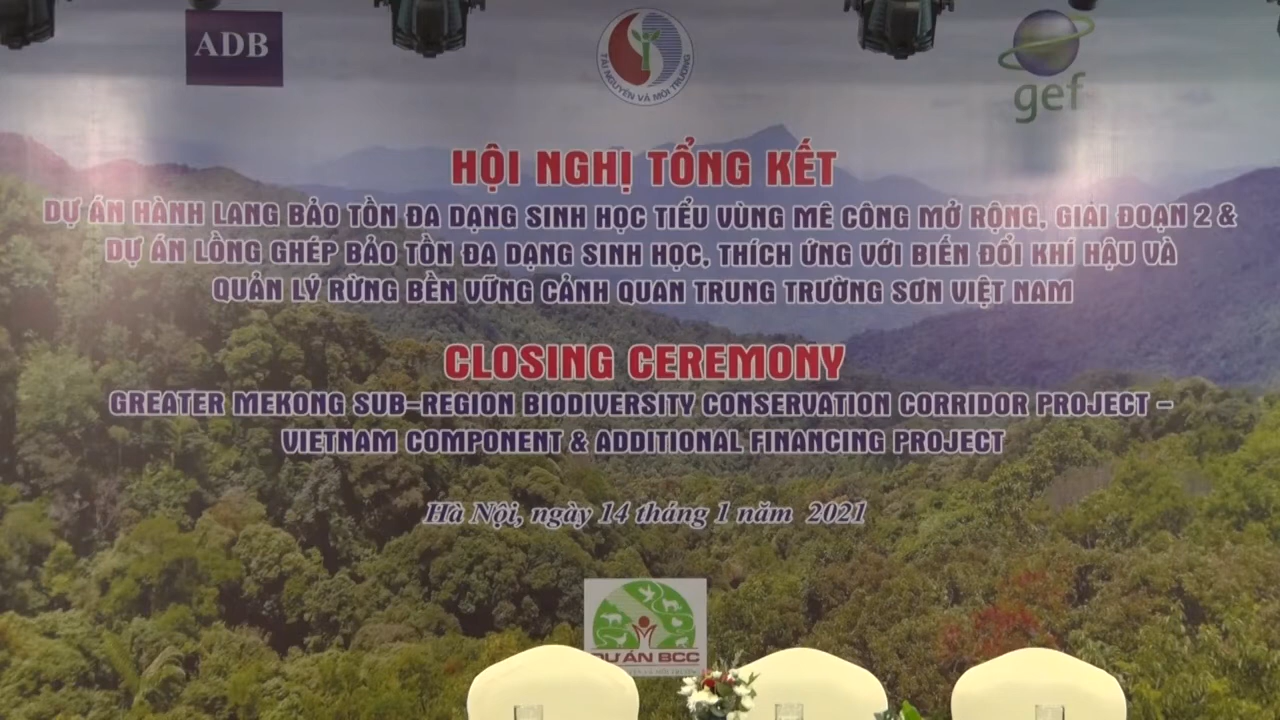 ADB
TÀI NGUYÊN VÀ MÔI TRƯỜNG
gef
HỘI NGHỊ TỔNG KẾT
DỰ ÁN HÀNH LANG BẢO TỒN ĐA DẠNG SINH HỌC TIỂU VÙNG MÊ CÔNG MỞ RỘNG, GIAI ĐOẠN 2 &
DỰ ÁN LỒNG GHÉP BẢO TỒN ĐA DẠNG SINH HỌC, THÍCH ỨNG VỚI BIẾN ĐỔI KHÍ HẬU VÀ
QUẢN LÝ RỪNG BỀN VỮNG CẢNH QUAN TRUNG TRƯỜNG SƠN VIỆT NAM
CLOSING CEREMONY
GREATER MEKONG SUB-REGION BIODIVERSITY CONSERVATION CORRIDOR PROJECT -
VIETNAM COMPONENT & ADDITIONAL FINANCING PROJECT
Hà Nội, ngày 14 tháng 1 năm 2021
DỰ ÁN BCC